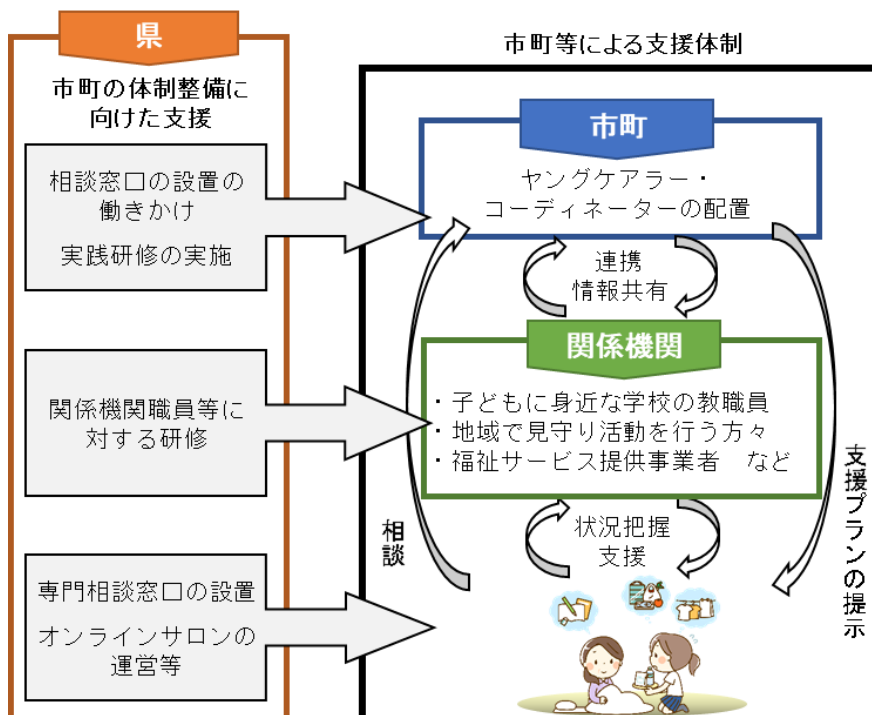 県
市町の体制整備に
向けた支援
相談窓口の設置の
働きかけ
実践研修の実施
関係機関職員等に
対する研修
専門相談窓口の設置
オンラインサロンの
運営等
市町等による支援体制
市町
ヤングケアラー・
コーディネーターの配置
連携
情報共有
関係機関
・子どもに身近な学校の教職員
・地域で見守り活動を行う方々
・福祉サービス提供事業者　など
状況把握
支援
相談
支援プランの提示